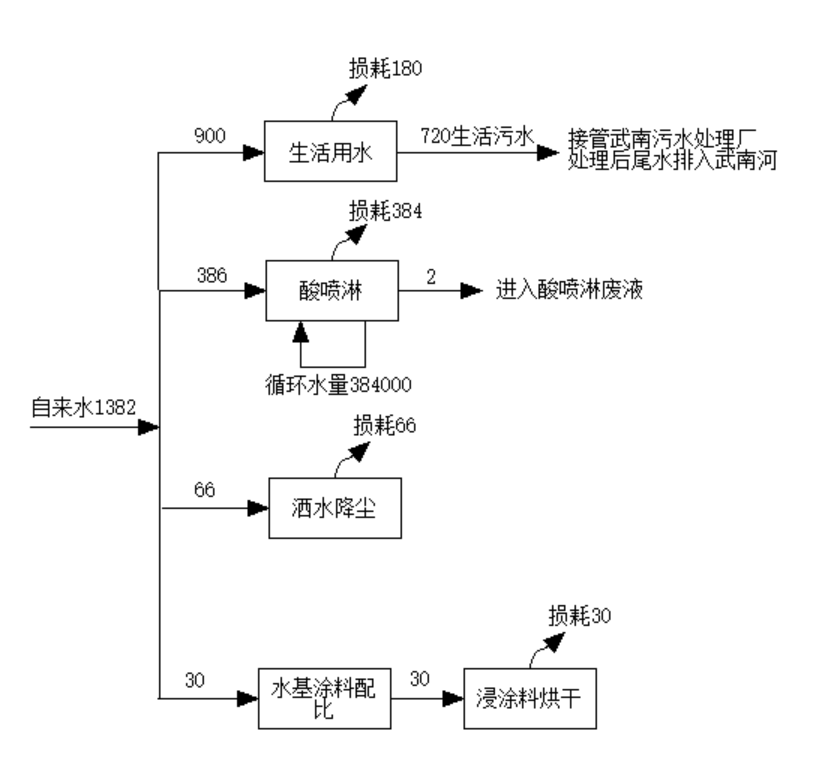 损耗180
900
生活用水
720生活污水
接管武南污水处理厂
处理后尾水排入武南河
损耗384
386
酸喷淋
2
进入酸喷淋废液
循环水量384000
自来水1382
损耗66
66
洒水降尘
损耗30
30
水基涂料配
比
30
浸涂料烘干